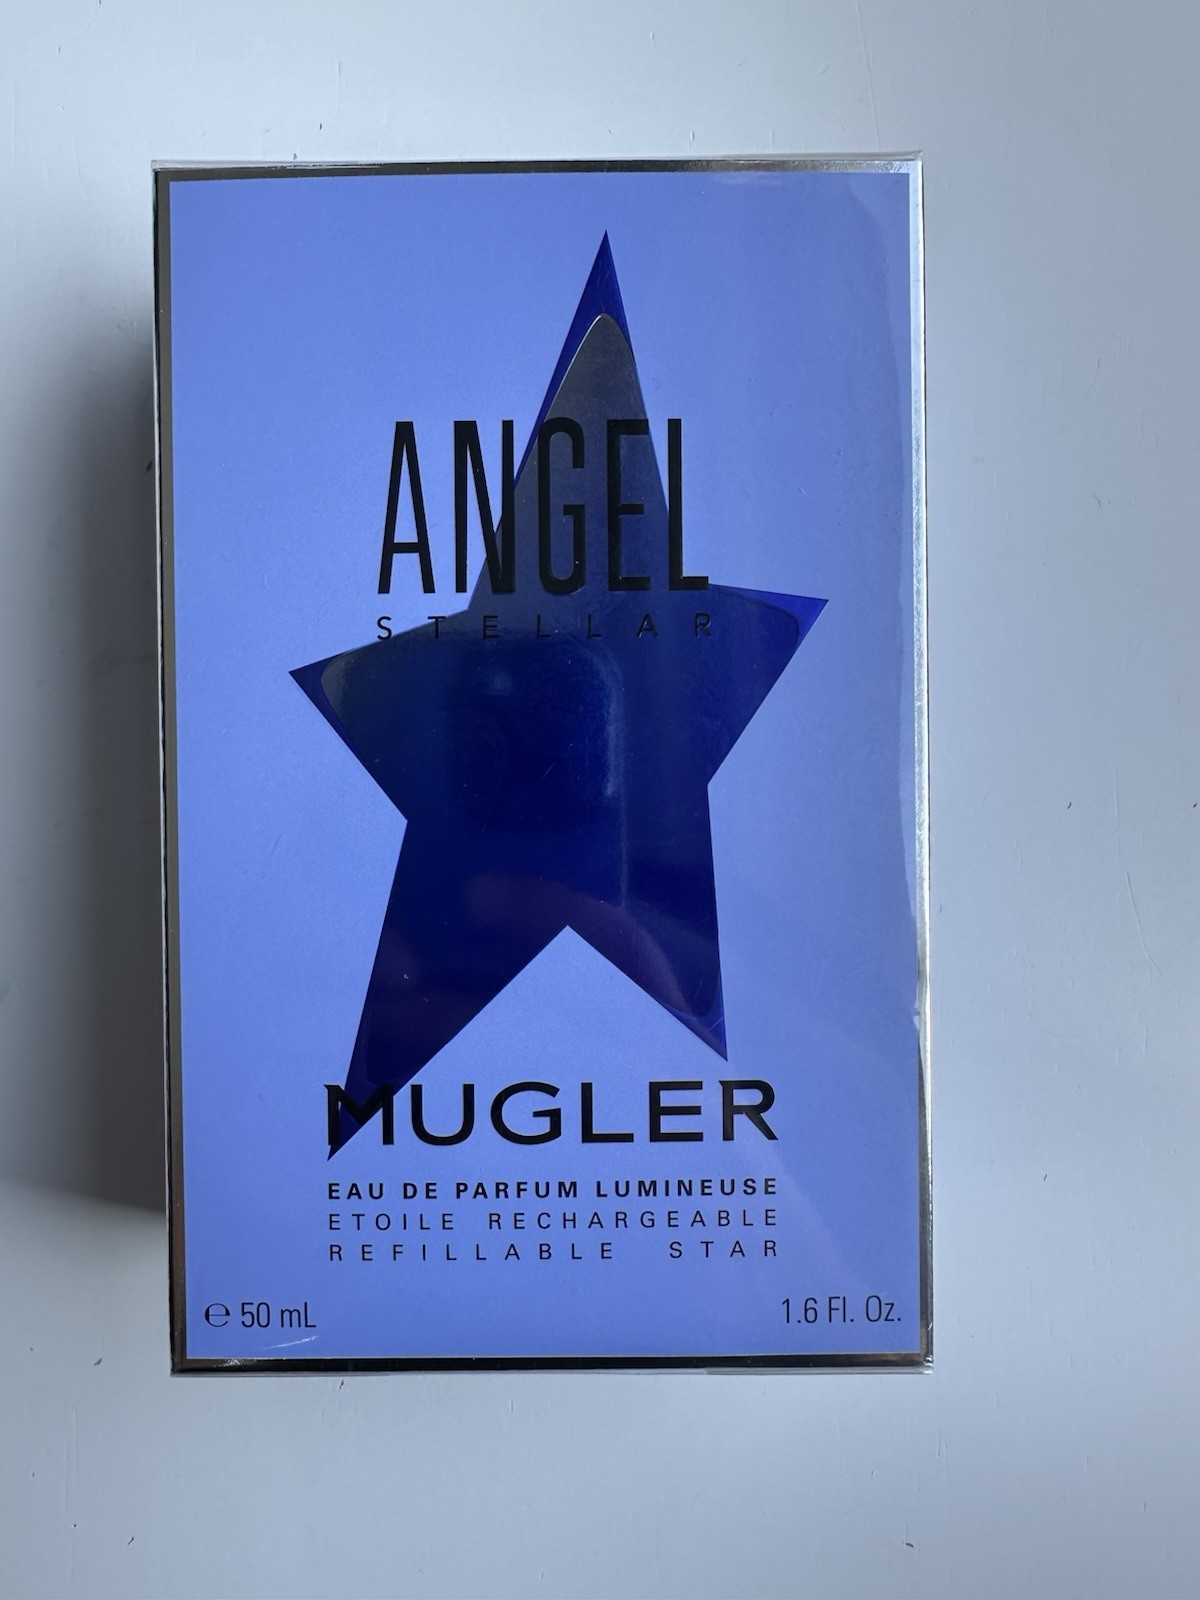 ANGEL
STELLAR
MUGLER
EAU DE PARFUM LUMINEUSE
ETOILE RECHARGEABLE
REFILLABLE STAR
℮ 50 mL 1.6 Fl. Oz.